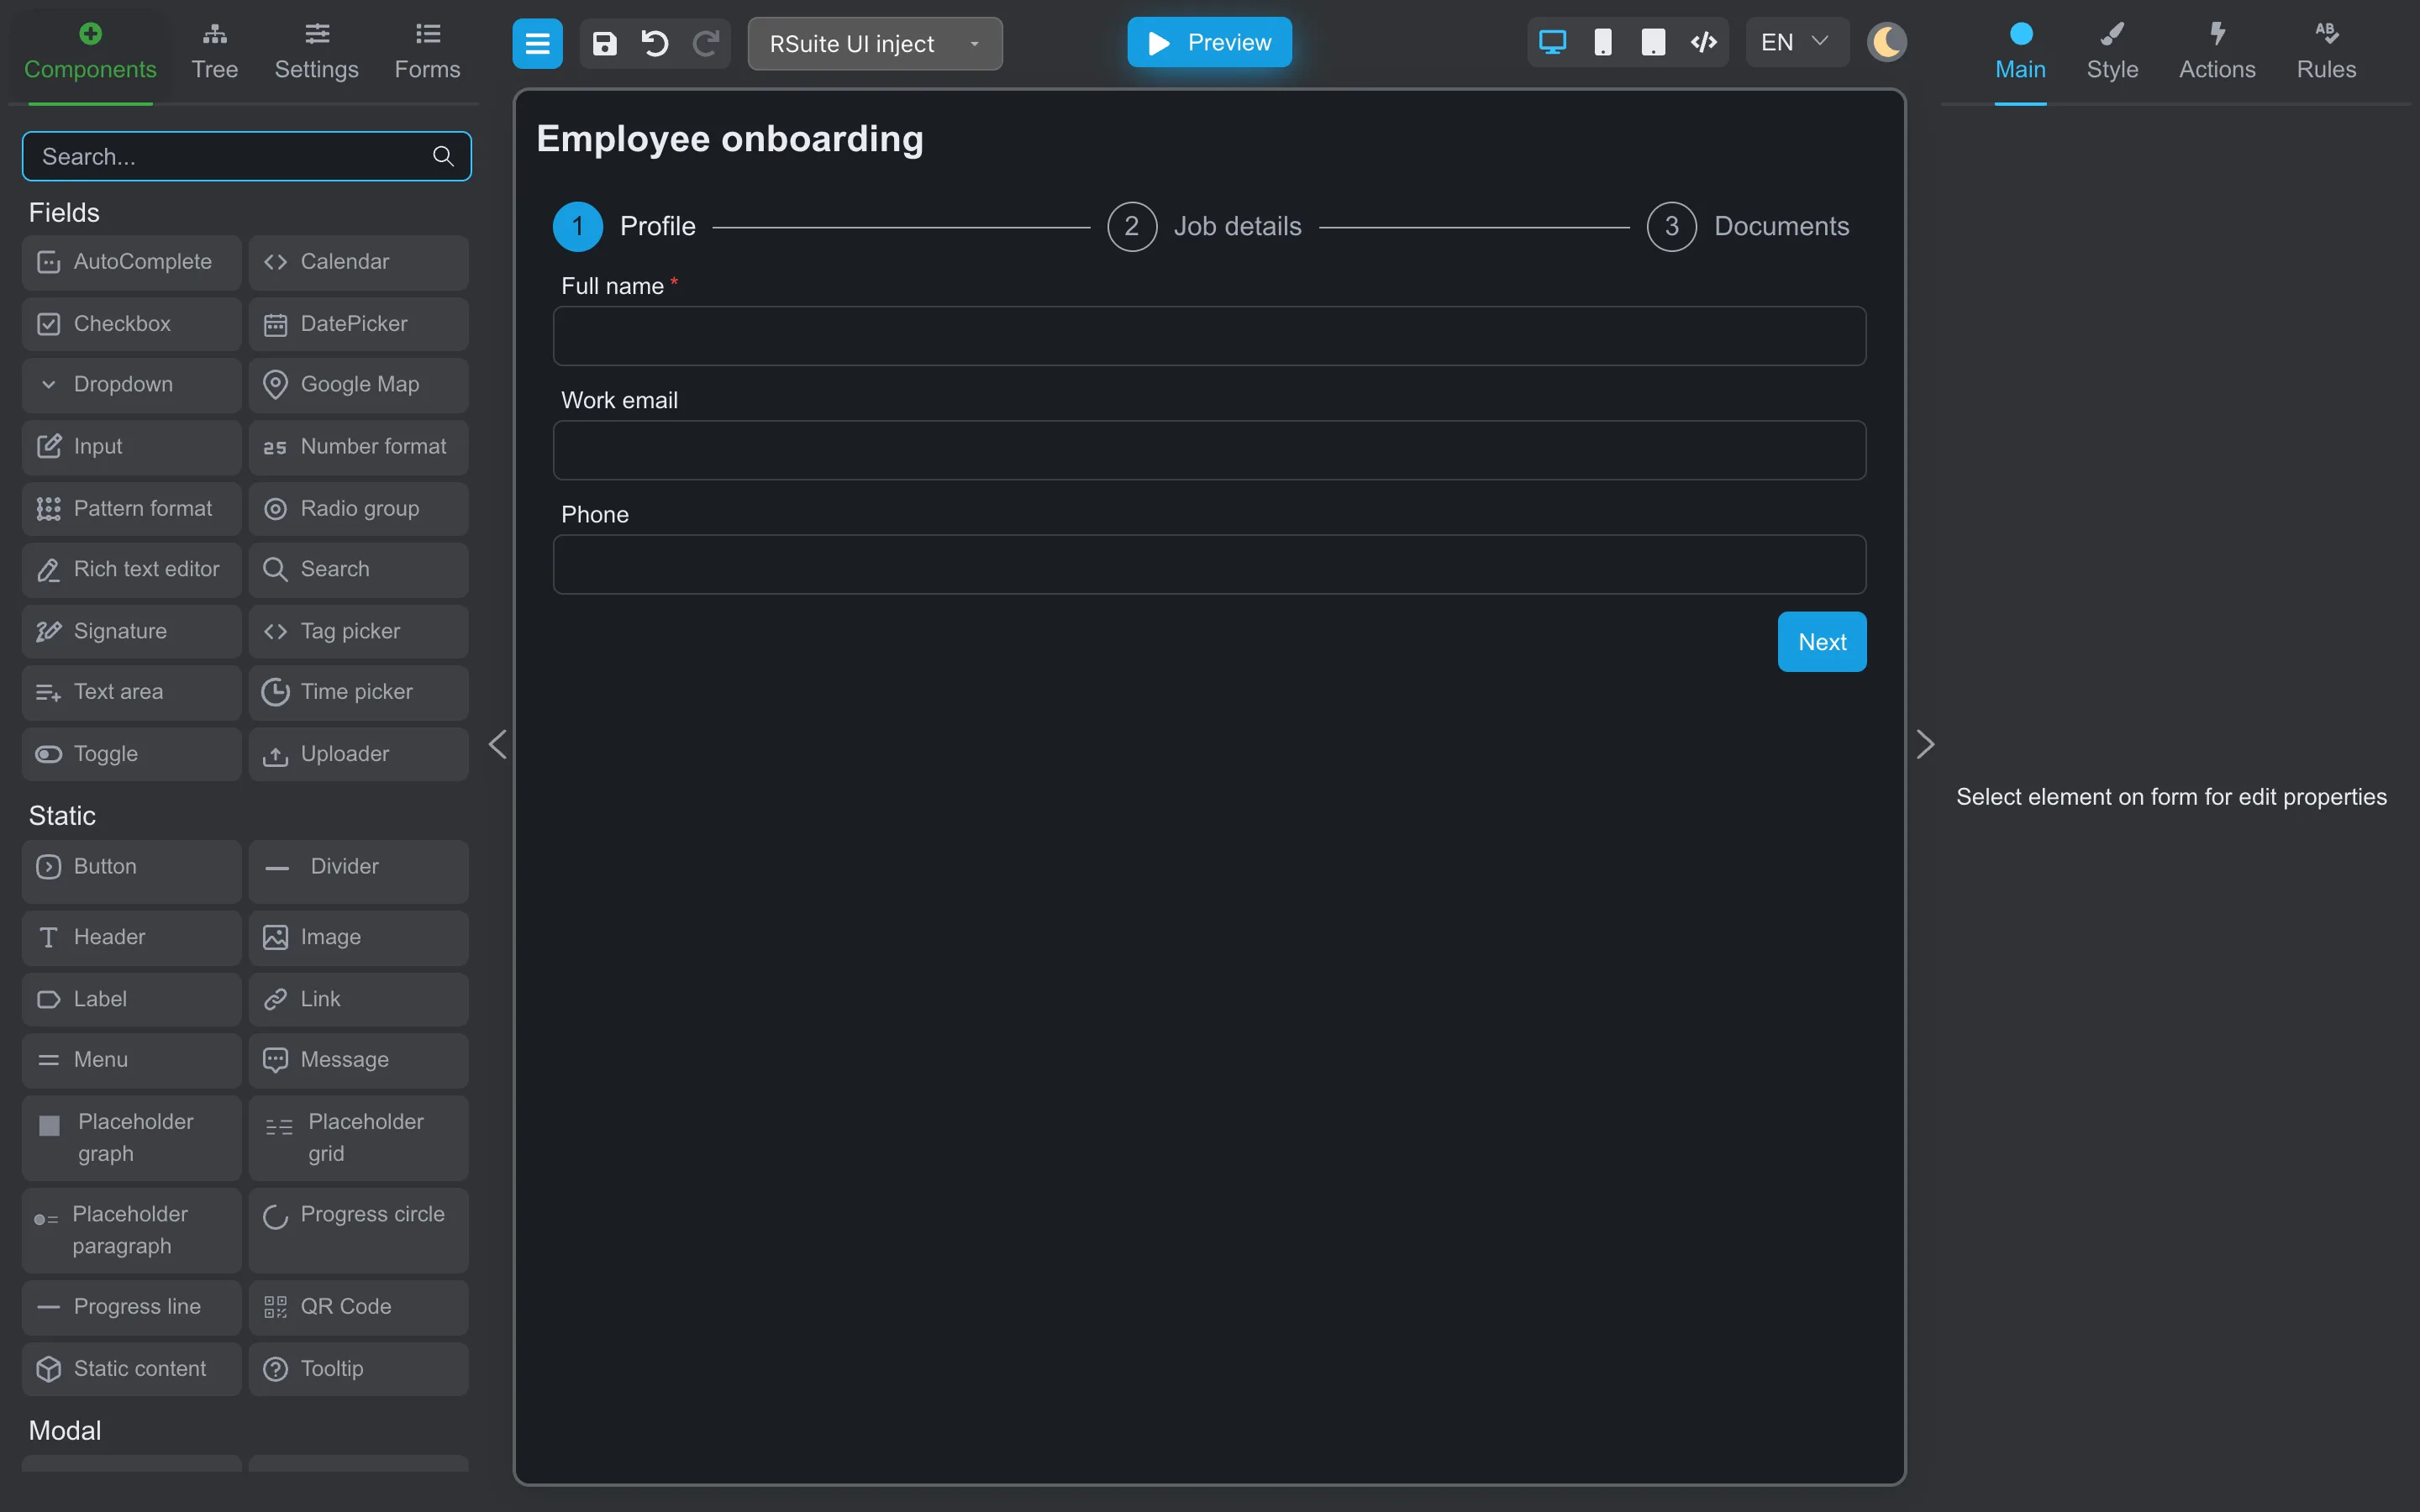 Components
Tree
Settings
Forms
RSuite UI inject
Preview
EN
Main
Style
Actions
Rules
Search...
Fields
AutoComplete
Calendar
Checkbox
DatePicker
Dropdown
Google Map
Input
Number format
Pattern format
Radio group
Rich text editor
Search
Signature
Tag picker
Text area
Time picker
Toggle
Uploader
Static
Button
Divider
Header
Image
Label
Link
Menu
Message
Placeholder
graph
Placeholder
grid
Placeholder
paragraph
Progress circle
Progress line
QR Code
Static content
Tooltip
Modal
Employee onboarding
1 Profile
2 Job details
3 Documents
Full name *
Work email
Phone
Next
Select element on form for edit properties